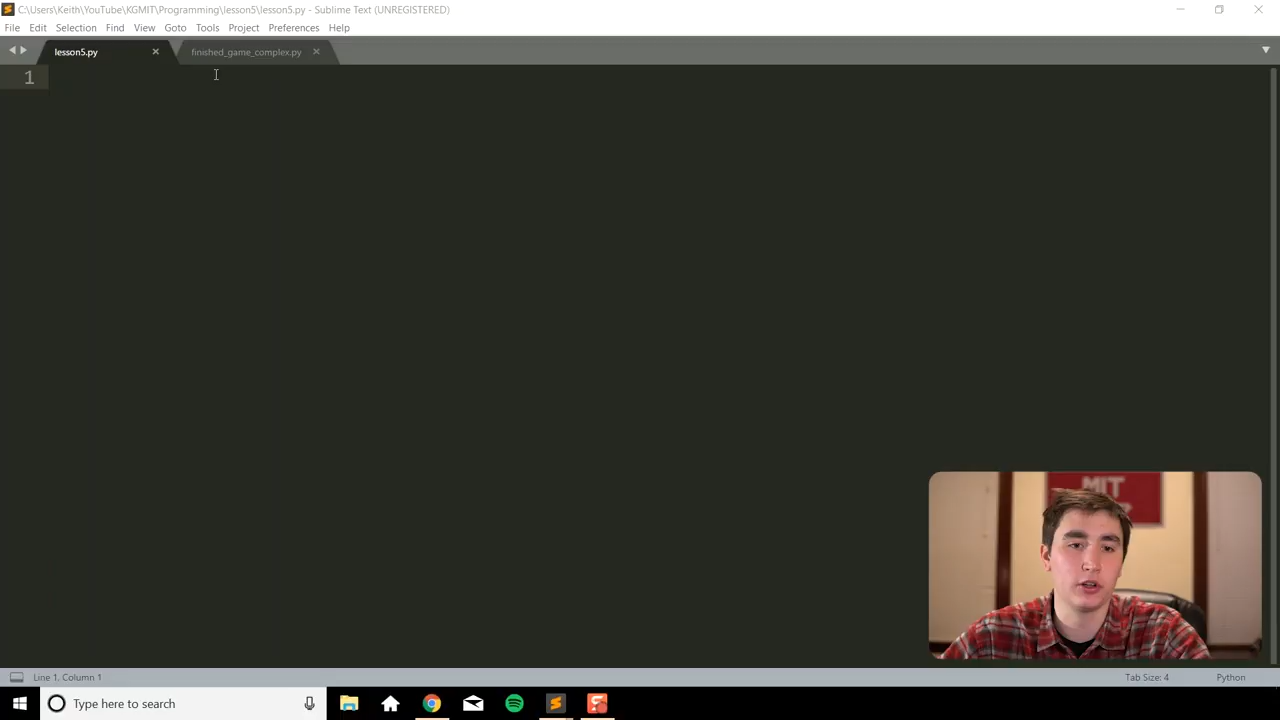 C:\Users\Keith\YouTube\KGMIT\Programming\lesson5\lesson5.py - Sublime Text (UNREGISTERED)
File Edit Selection Find View Goto Tools Project Preferences Help
lesson5.py
finished_game_complex.py
1
MIT
Line 1, Column 1
Tab Size: 4
Python
Type here to search